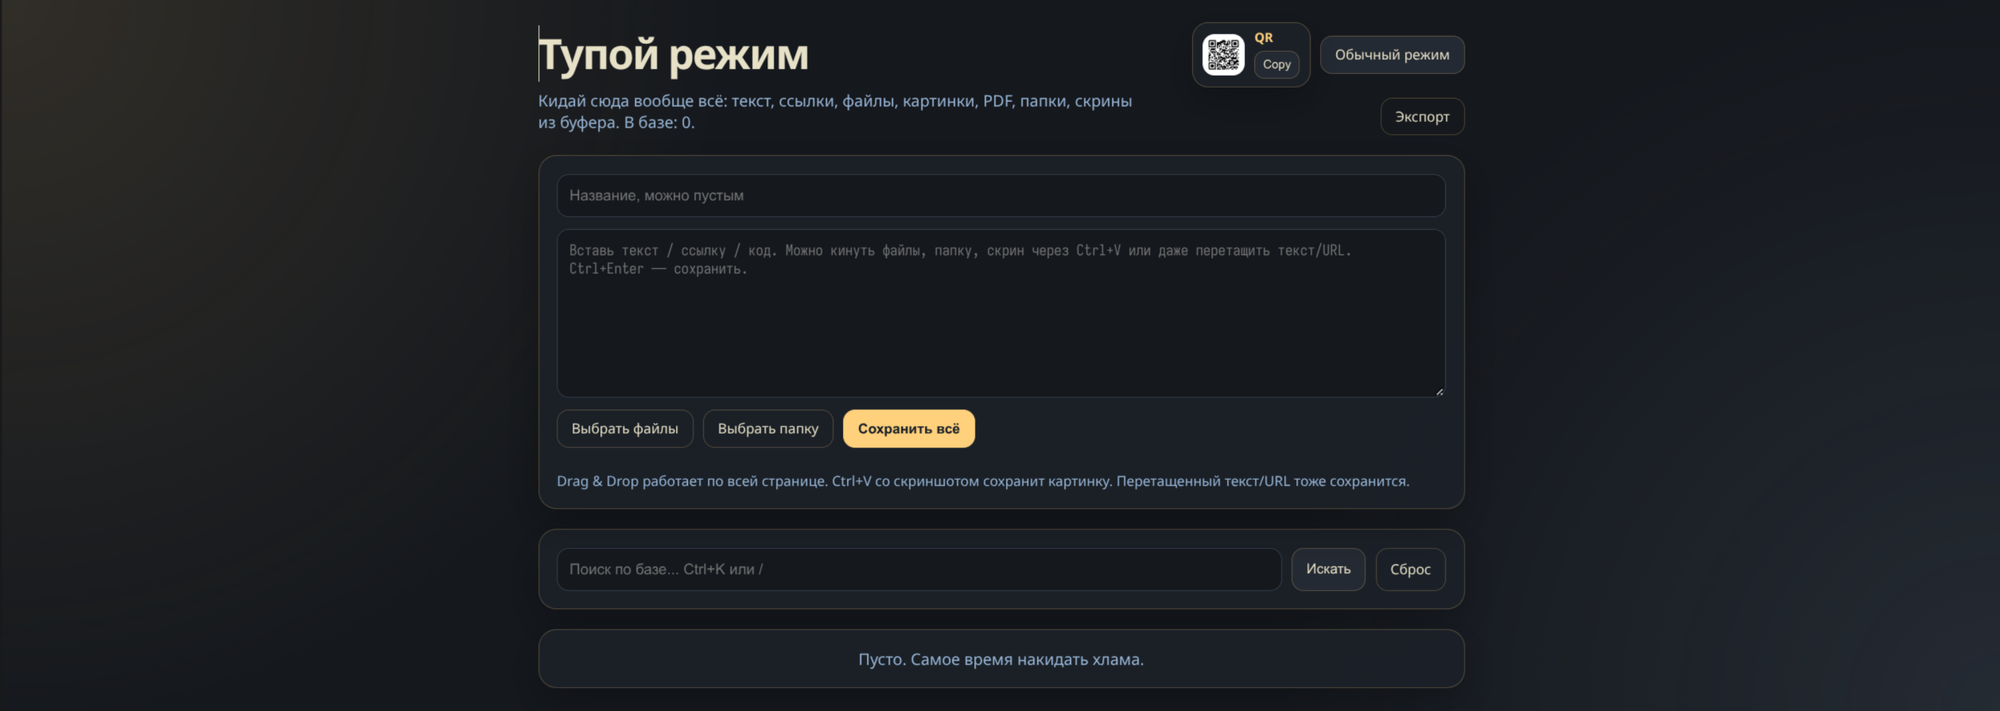 Тупой режим
QR
Copy
Обычный режим
Кидай сюда вообще всё: текст, ссылки, файлы, картинки, PDF, папки, скрины
из буфера. В базе: 0.
Экспорт
Название, можно пустым
Вставь текст / ссылку / код. Можно кинуть файлы, папку, скрин через Ctrl+V или даже перетащить текст/URL.
Ctrl+Enter — сохранить.
Выбрать файлы
Выбрать папку
Сохранить всё
Drag & Drop работает по всей странице. Ctrl+V со скриншотом сохранит картинку. Перетащенный текст/URL тоже сохранится.
Поиск по базе... Ctrl+K или /
Искать
Сброс
Пусто. Самое время накидать хлама.